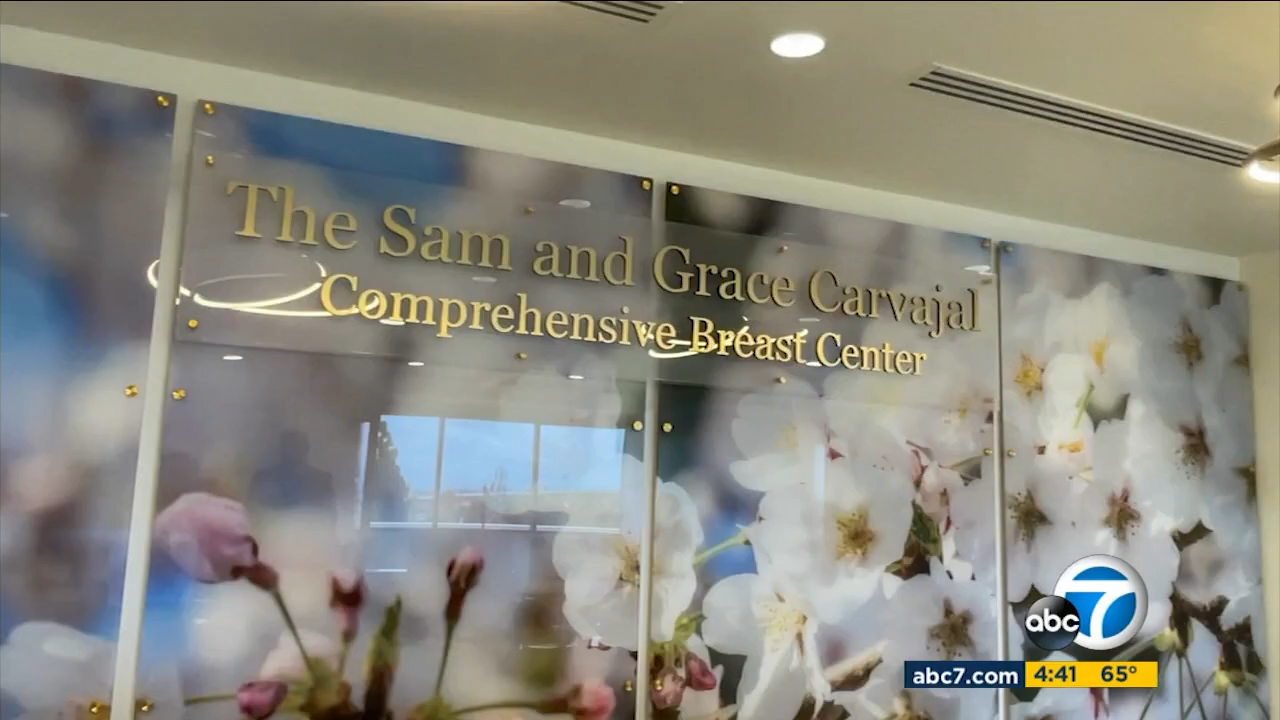 The Sam and Grace Carvajal
Comprehensive Breast Center
abc 7
abc7.com 4:41 65°